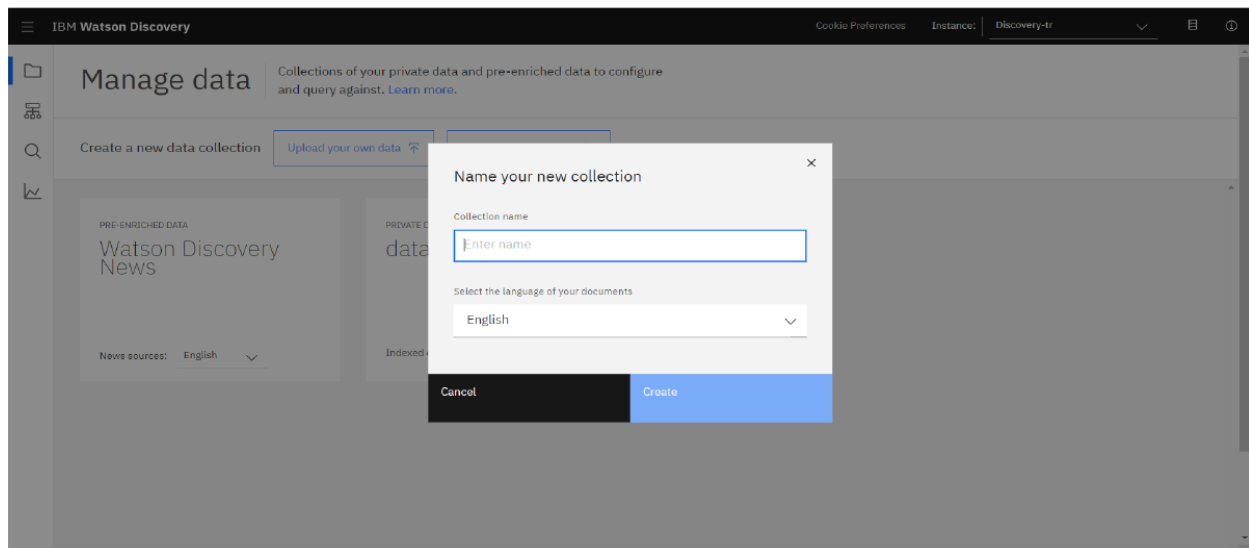 IBM Watson Discovery
Cookie Preferences
Instance:
Discovery-tr
Manage data
Collections of your private data and pre-enriched data to configure
and query against. Learn more.
Create a new data collection
Upload your own data
Name your new collection
Collection name
Enter name
Select the language of your documents
English
Cancel
Create
PRE-ENRICHED DATA
Watson Discovery
News
News sources:
English
PRIVATE
data
Indexed